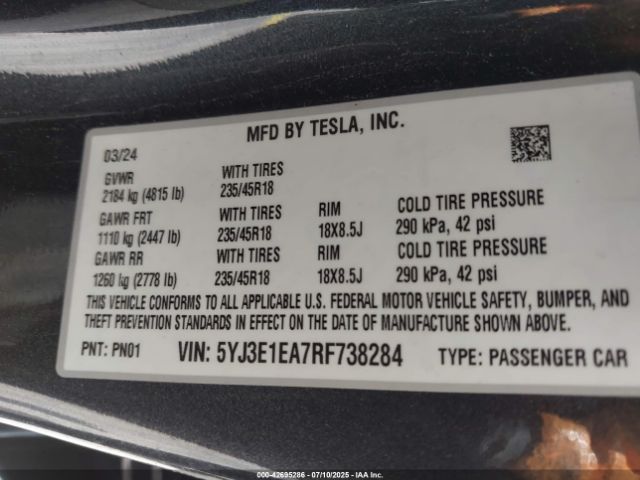 MFD BY TESLA, INC.
03/24
GVWR WITH TIRES
2184 kg (4815 lb) 235/45R18
GAWR FRT WITH TIRES RIM COLD TIRE PRESSURE
1110 kg (2447 lb) 235/45R18 18X8.5J 290 kPa, 42 psi
GAWR RR WITH TIRES RIM COLD TIRE PRESSURE
1260 kg (2778 lb) 235/45R18 18X8.5J 290 kPa, 42 psi
THIS VEHICLE CONFORMS TO ALL APPLICABLE U.S. FEDERAL MOTOR VEHICLE SAFETY, BUMPER, AND
THEFT PREVENTION STANDARDS IN EFFECT ON THE DATE OF MANUFACTURE SHOWN ABOVE.
PNT: PN01 VIN: 5YJ3E1EA7RF738284 TYPE: PASSENGER CAR
000-42695286 - 07/10/2025 - IAA Inc.